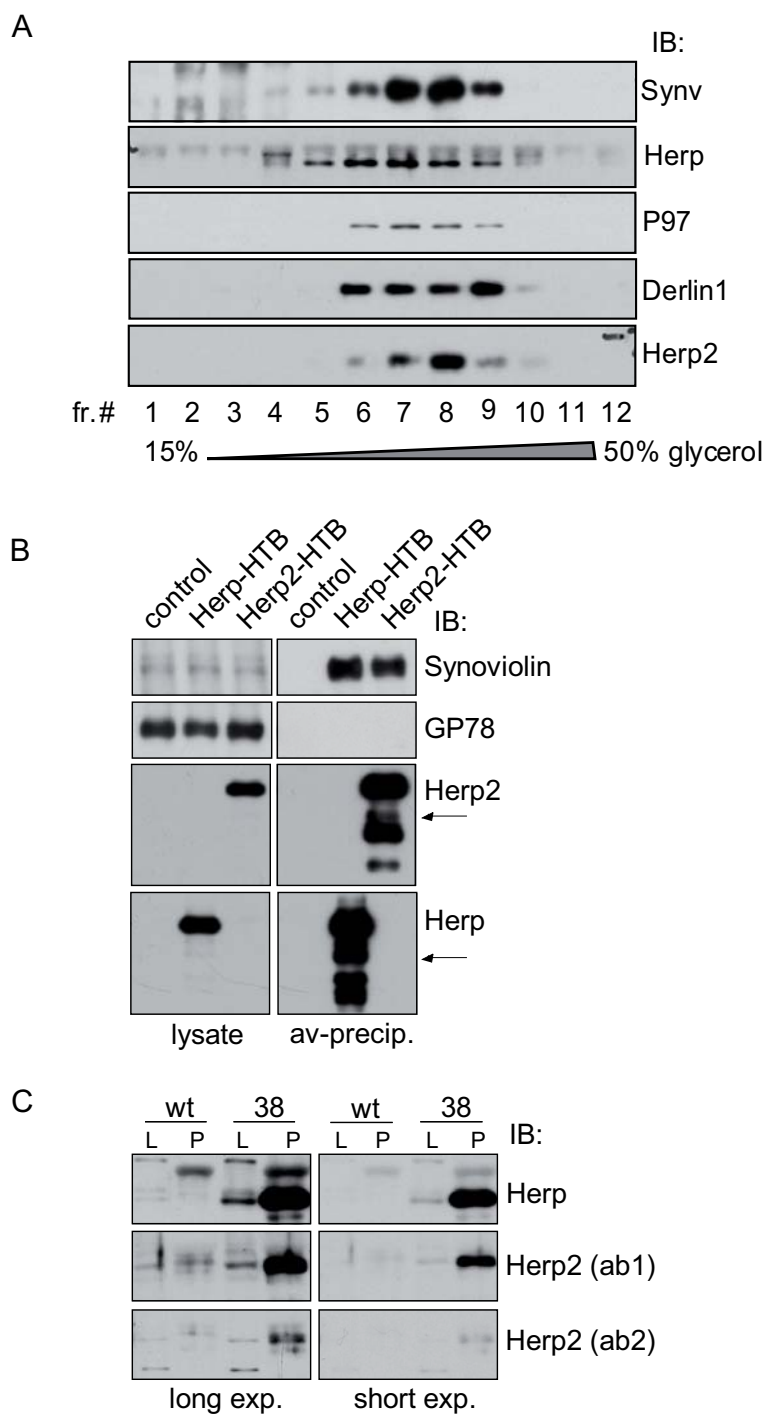 A
IB:
Synv
Herp
P97
Derlin1
Herp2
fr.# 1 2 3 4 5 6 7 8 9 10 11 12
15% 50% glycerol
B
control Herp-HTB Herp2-HTB control Herp-HTB Herp2-HTB
IB:
Synoviolin
GP78
Herp2
Herp
lysate av-precip.
C
wt 38 wt 38
L P L P L P L P
IB:
Herp
Herp2 (ab1)
Herp2 (ab2)
long exp. short exp.